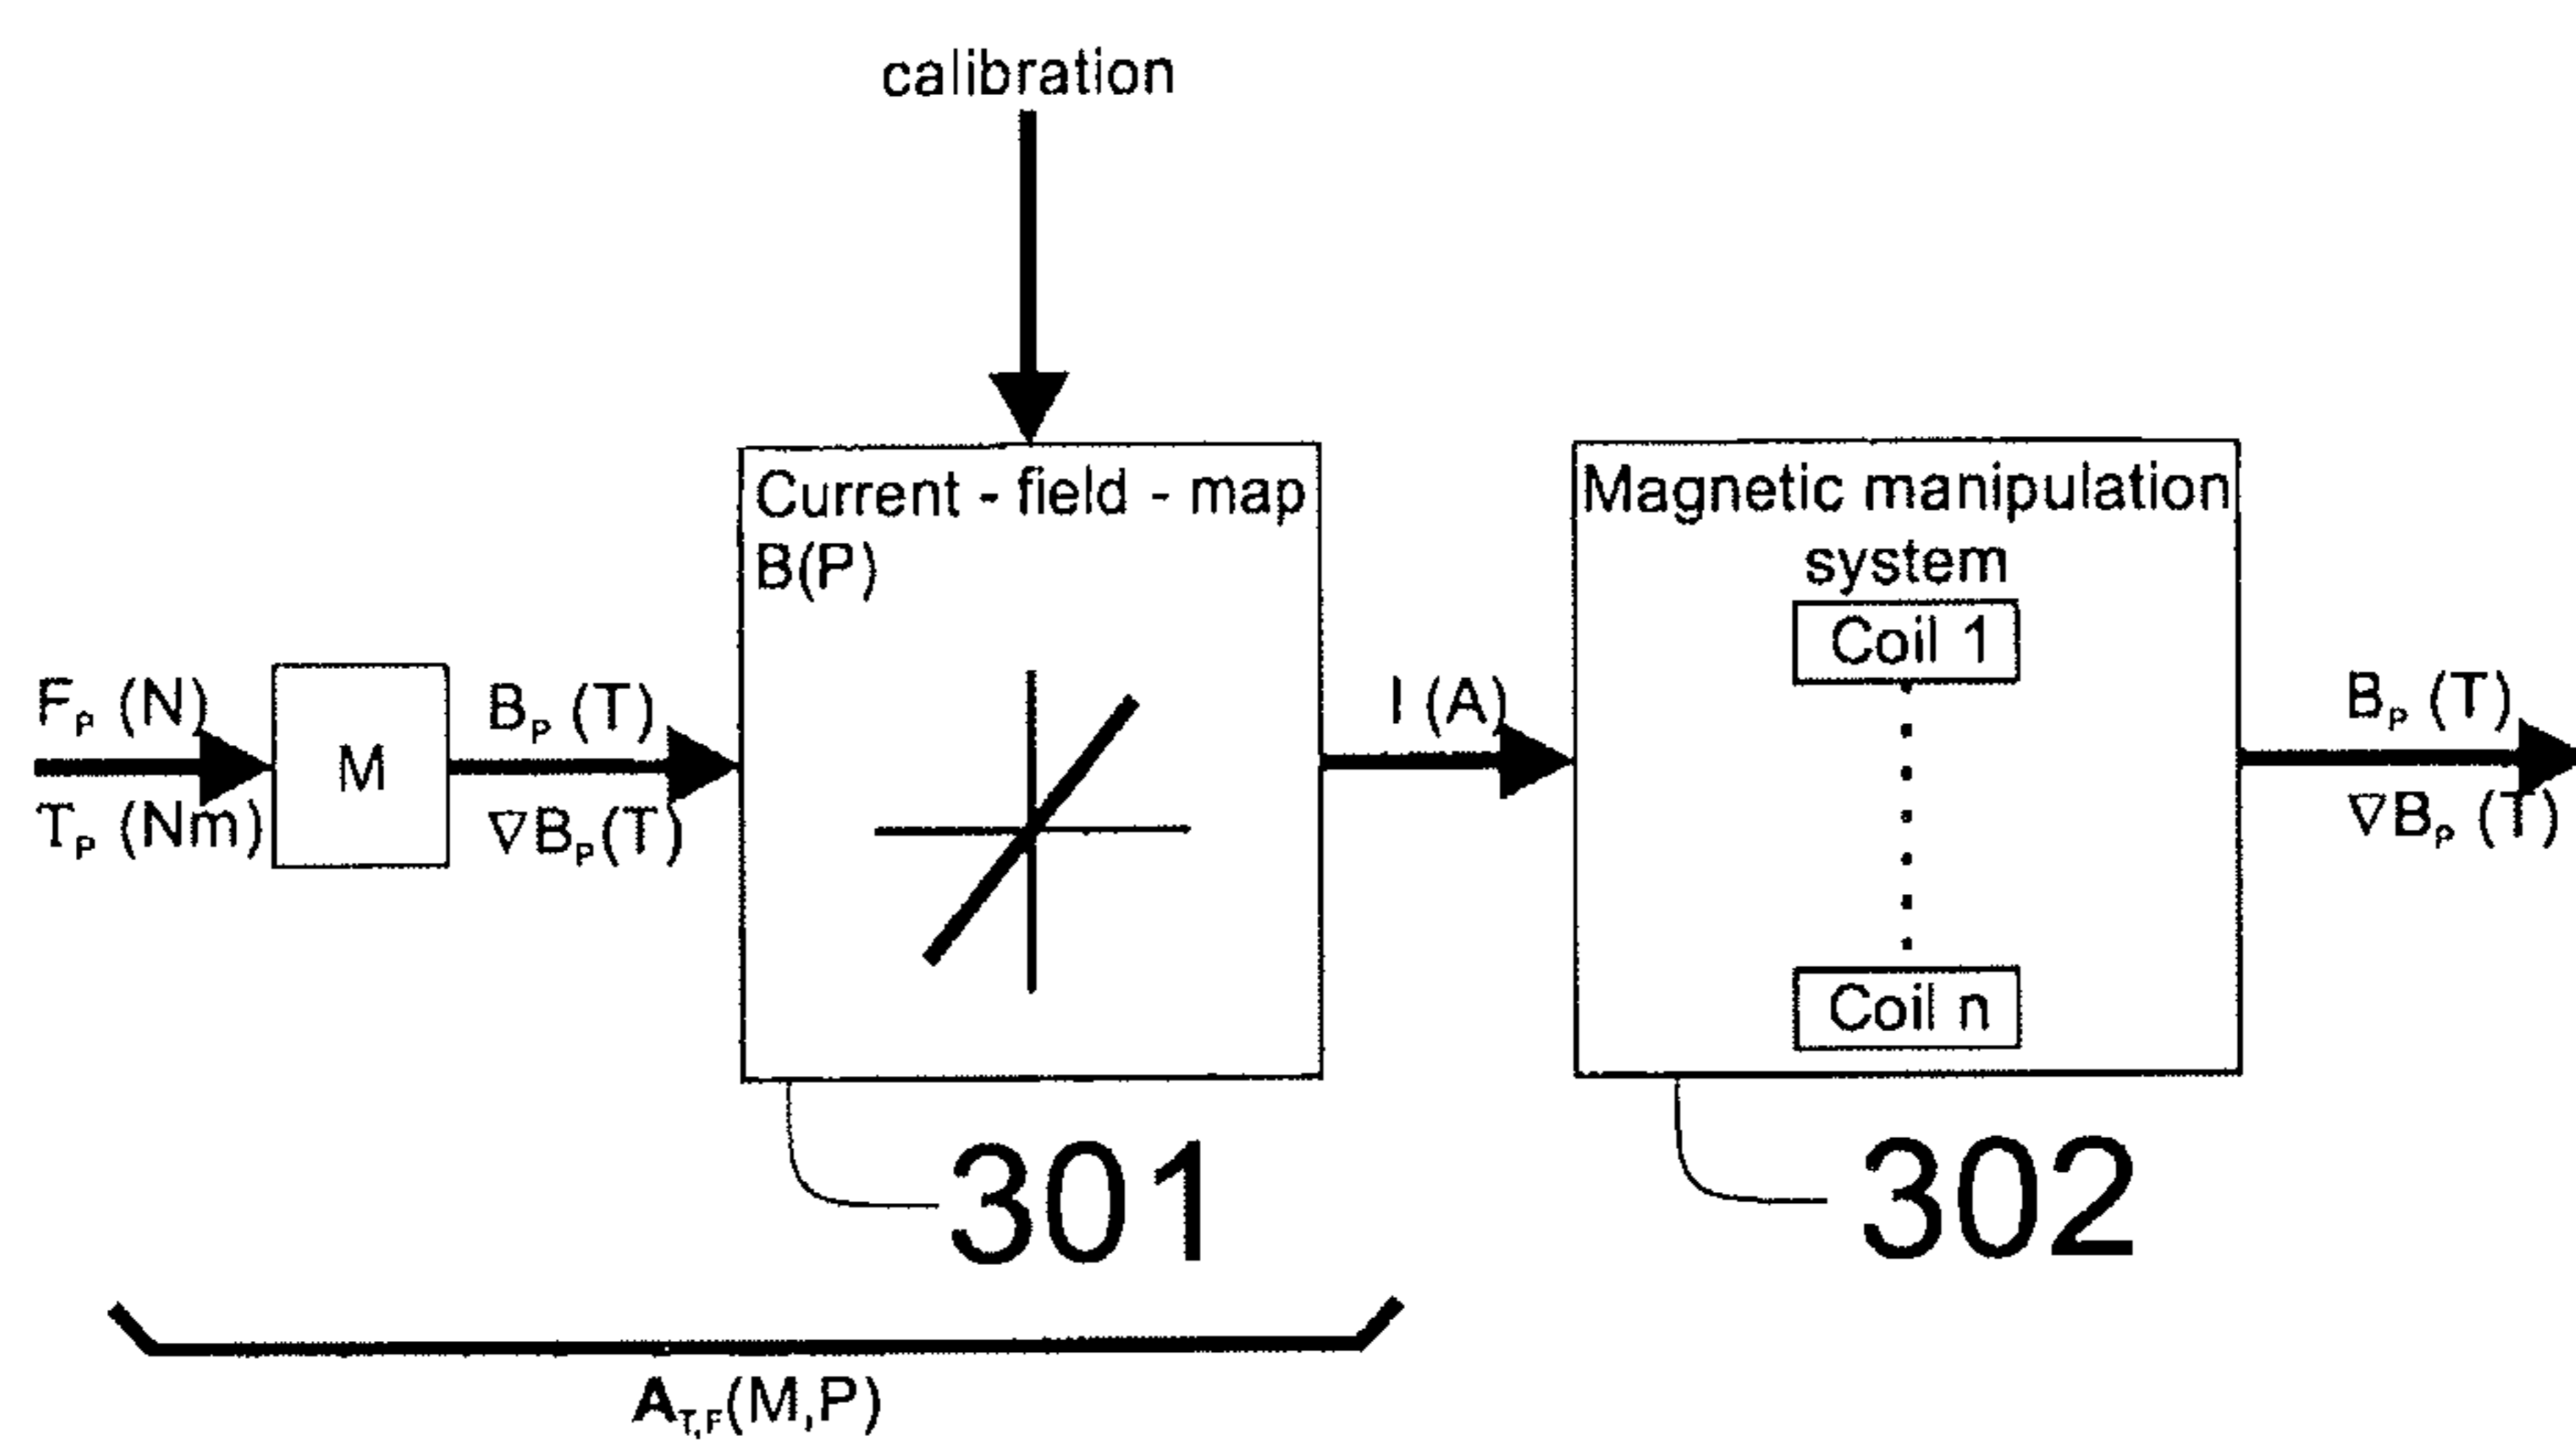 calibration
Current - field - map
B(P)
Magnetic manipulation
system
Coil 1
Coil n
Fₚ (N)
Tₚ (Nm)
M
Bₚ (T)
∇Bₚ(T)
I (A)
Bₚ (T)
∇Bₚ (T)
301
302
A_T,F(M,P)